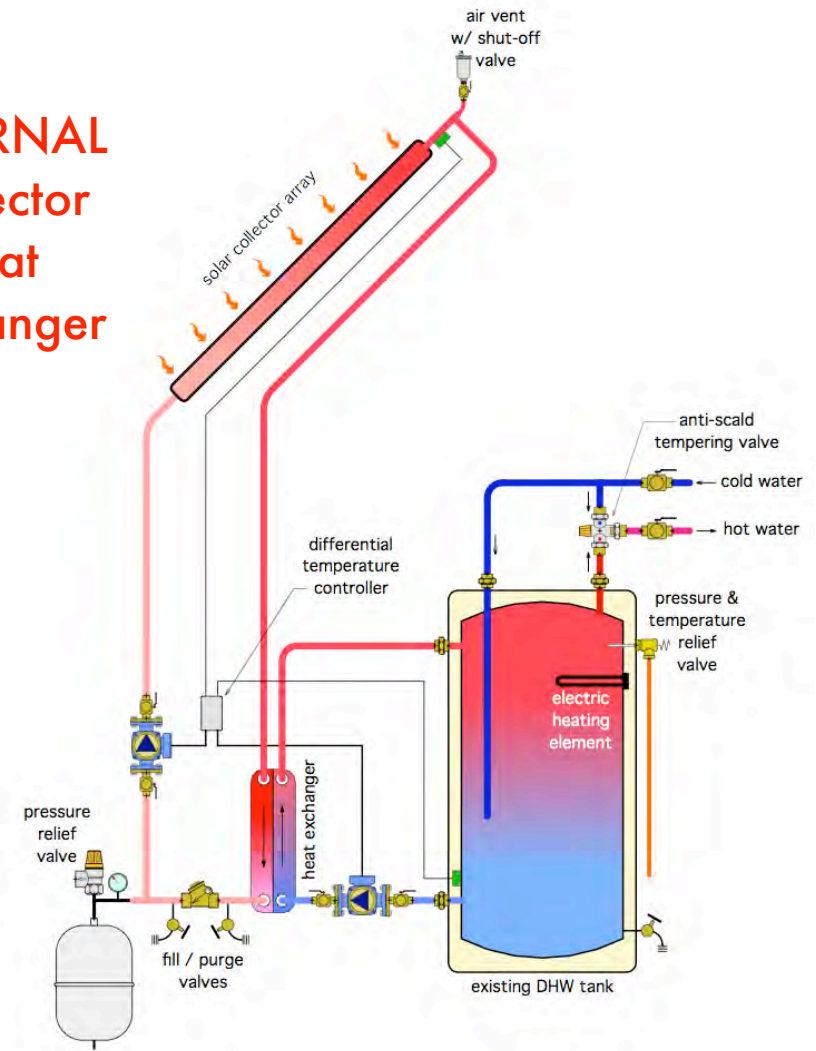 air vent
w/ shut-off
valve
RNAL
ector
at
anger
solar collector array
anti-scald
tempering valve
cold water
hot water
differential
temperature
controller
pressure &
temperature
relief
valve
electric
heating
element
heat exchanger
pressure
relief
valve
fill / purge
valves
existing DHW tank